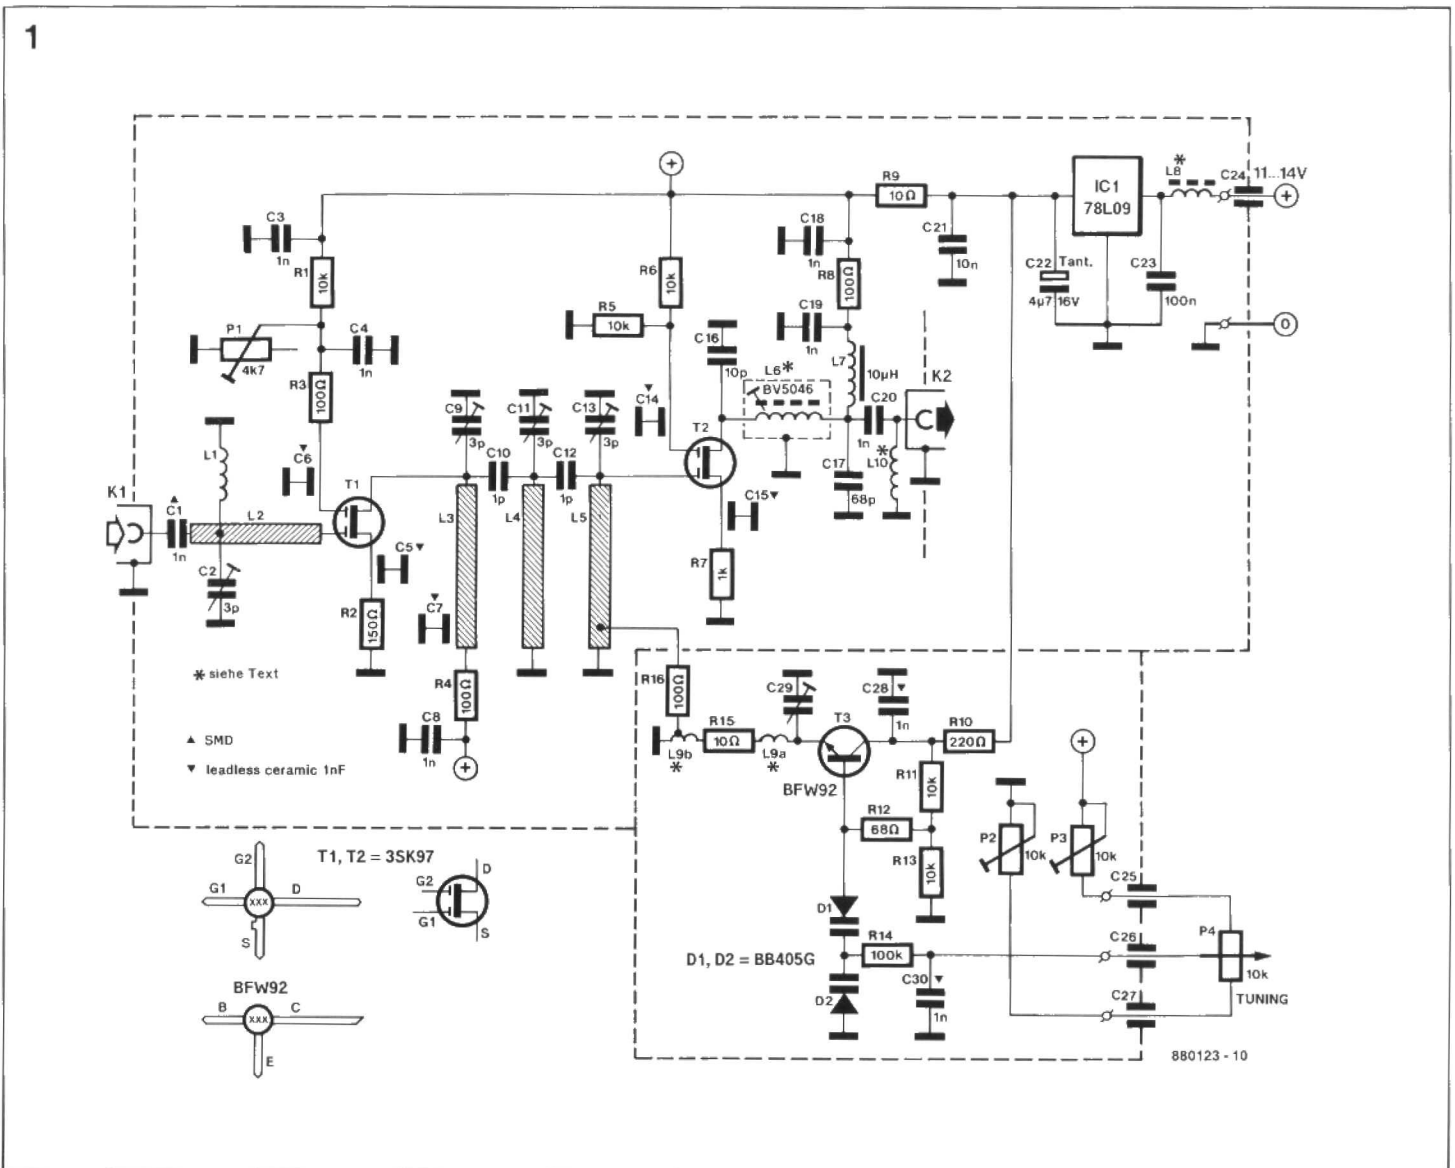 1
11...14V
L8 *
C24
R9
10Ω
IC1
78L09
C3
1n
C18
1n
C21
10n
C22 Tant.
4µ7 16V
C23
100n
R1
10k
R6
10k
R8
100Ω
R5
10k
C19
1n
P1
4k7
C4
1n
C16
10p
L6*
BV5046
L7
10µH
K2
R3
100Ω
C9
3p
C11
3p
C13
3p
C14
T2
C20
1n
L10
*
L1
C6
C10
1p
C12
1p
C17
68p
K1
C1
1n
L2
T1
L3
L4
L5
C15
C2
3p
C5
R7
1k
C7
R2
150Ω
* siehe Text
R4
100Ω
R16
100Ω
C29
C28
1n
T3
R15
10Ω
R10
220Ω
L9b
*
L9a
*
▲ SMD
▼ leadless ceramic 1nF
C8
1n
+
0
BFW92
R11
10k
R12
68Ω
R13
10k
P2
10k
P3
10k
T1, T2 = 3SK97
G2
G1
D
xxx
S
G2
G1
D
S
C25
D1
R14
100k
C26
P4
10k
TUNING
D1, D2 = BB405G
C30
1n
D2
C27
BFW92
B
C
xxx
E
880123 - 10